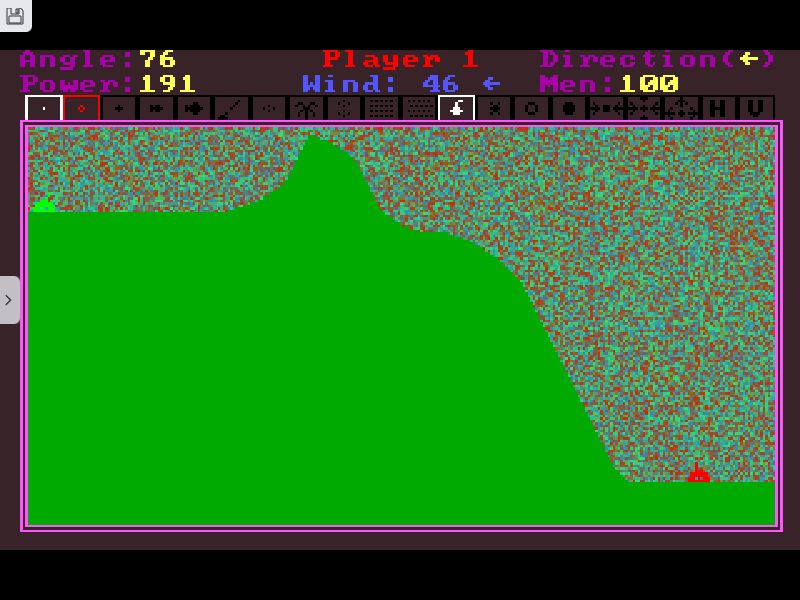 Angle:76 Player 1 Direction(←)
Power:191 Wind: 46 ← Men:100
H V